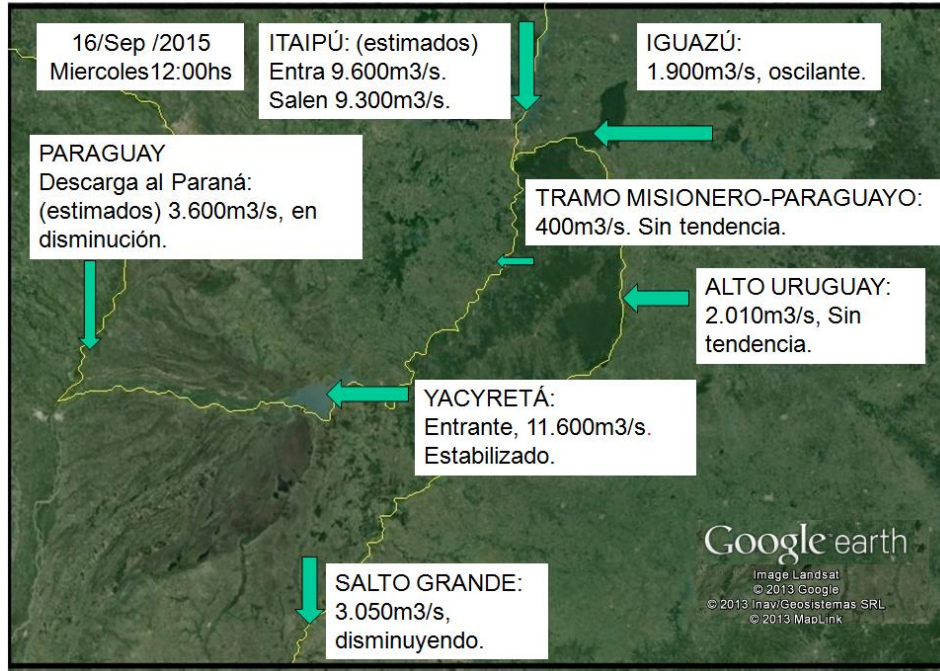 16/Sep /2015
Miercoles12:00hs
ITAIPÚ: (estimados)
Entra 9.600m3/s.
Salen 9.300m3/s.
IGUAZÚ:
1.900m3/s, oscilante.
PARAGUAY
Descarga al Paraná:
(estimados) 3.600m3/s, en
disminución.
TRAMO MISIONERO-PARAGUAYO:
400m3/s. Sin tendencia.
ALTO URUGUAY:
2.010m3/s, Sin
tendencia.
YACYRETÁ:
Entrante, 11.600m3/s.
Estabilizado.
SALTO GRANDE:
3.050m3/s,
disminuyendo.
Google earth
Image Landsat
© 2013 Google
© 2013 Inav/Geosistemas SRL
© 2013 MapLink